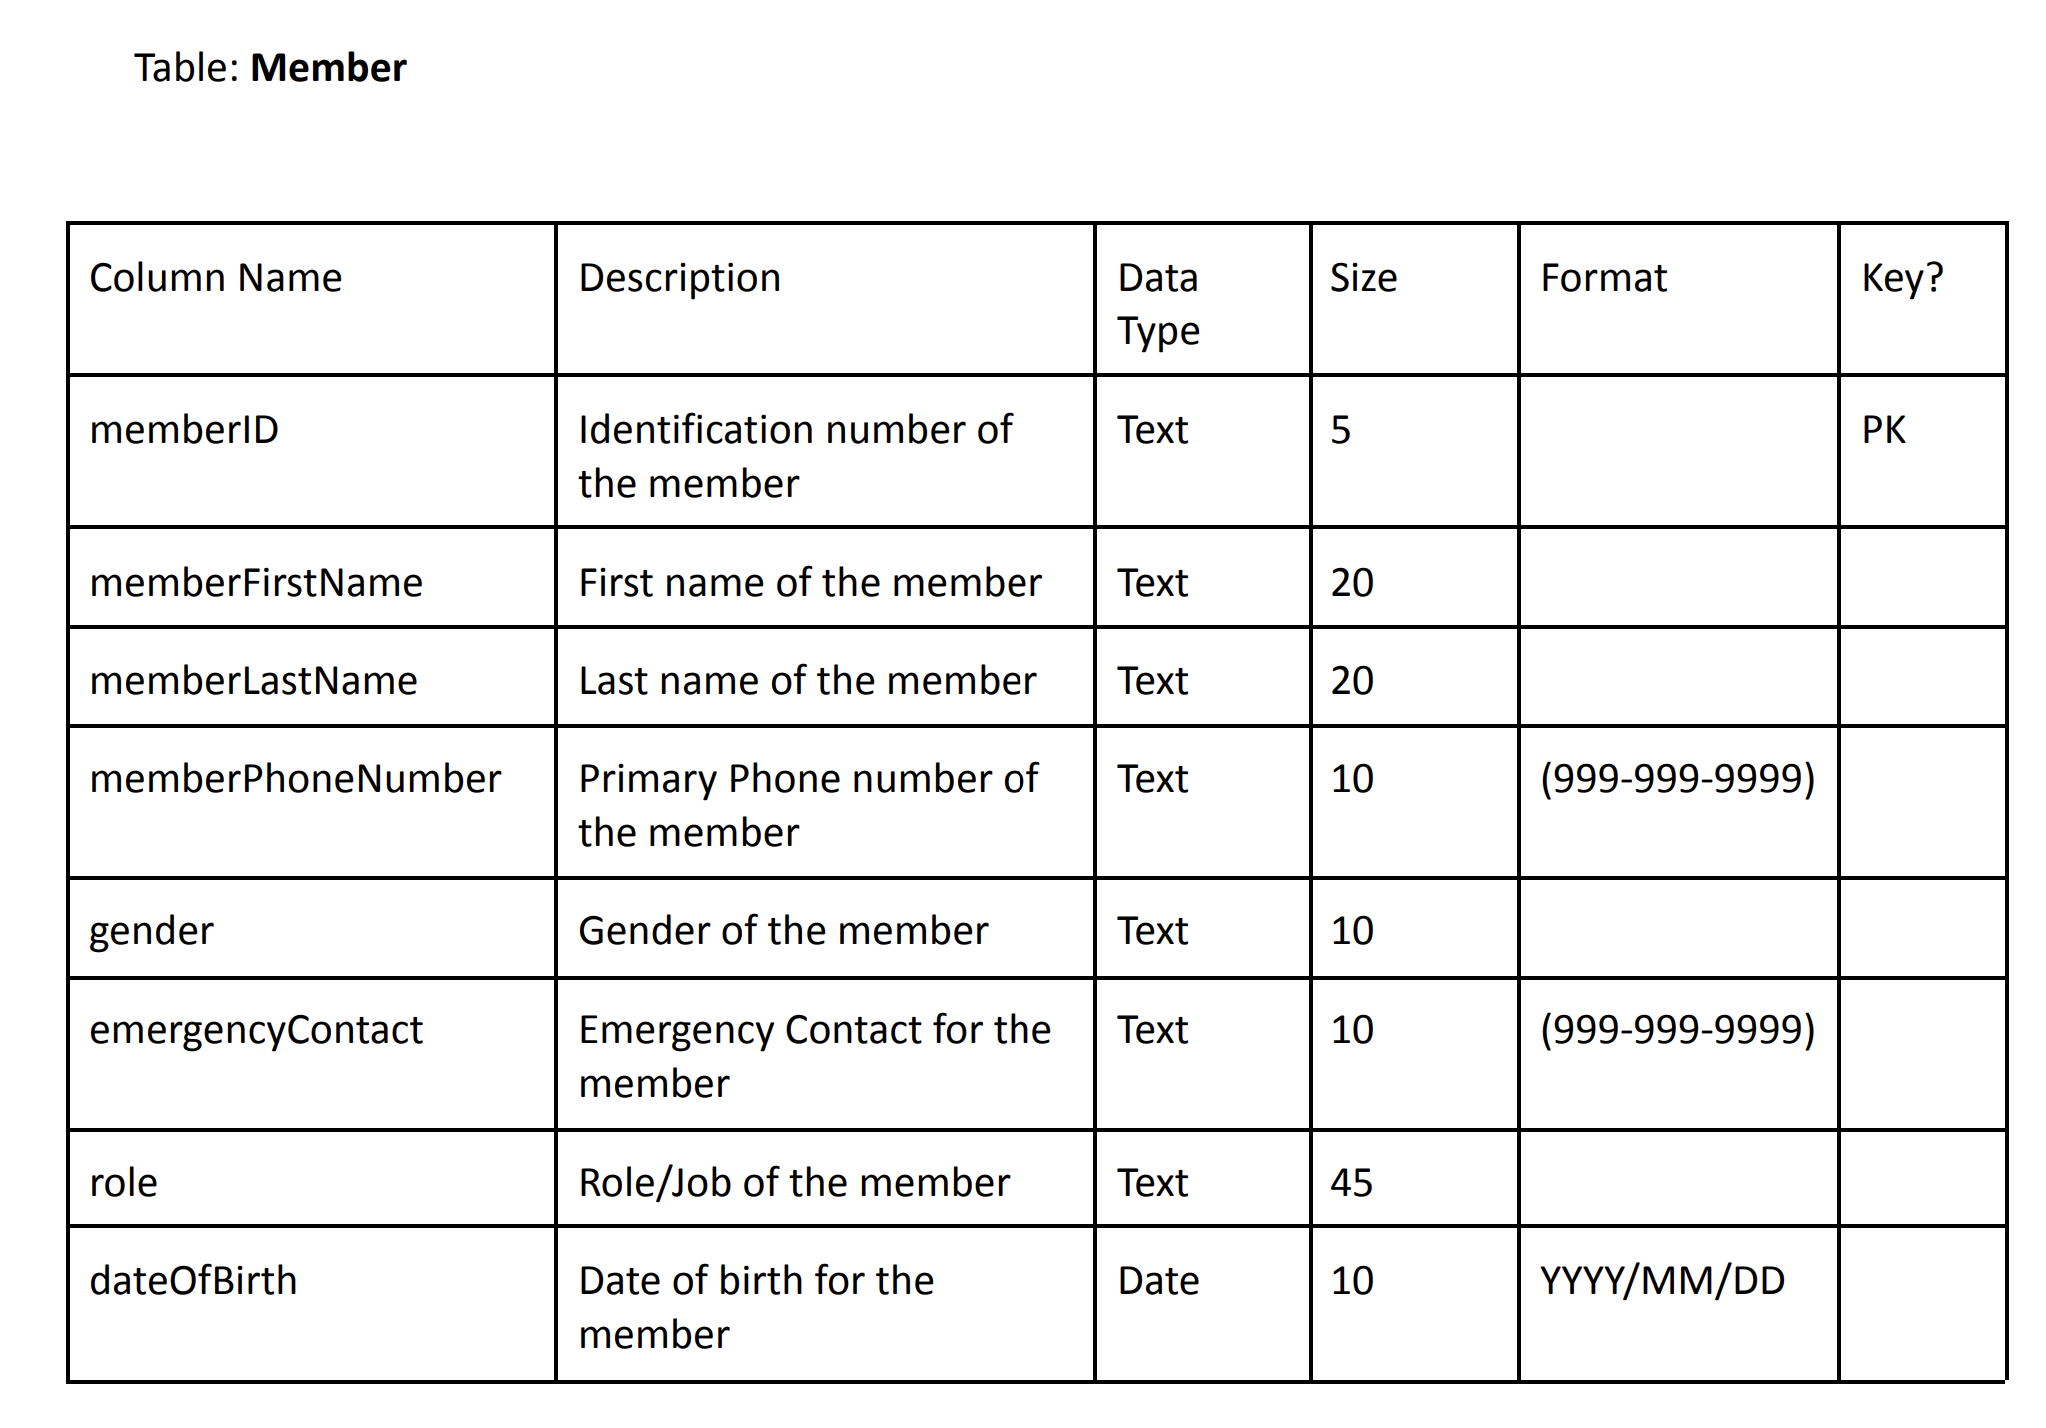 Table: Member
Column Name Description Data Type Size Format Key?
memberID Identification number of the member Text 5 PK
memberFirstName First name of the member Text 20
memberLastName Last name of the member Text 20
memberPhoneNumber Primary Phone number of the member Text 10 (999-999-9999)
gender Gender of the member Text 10
emergencyContact Emergency Contact for the member Text 10 (999-999-9999)
role Role/Job of the member Text 45
dateOfBirth Date of birth for the member Date 10 YYYY/MM/DD